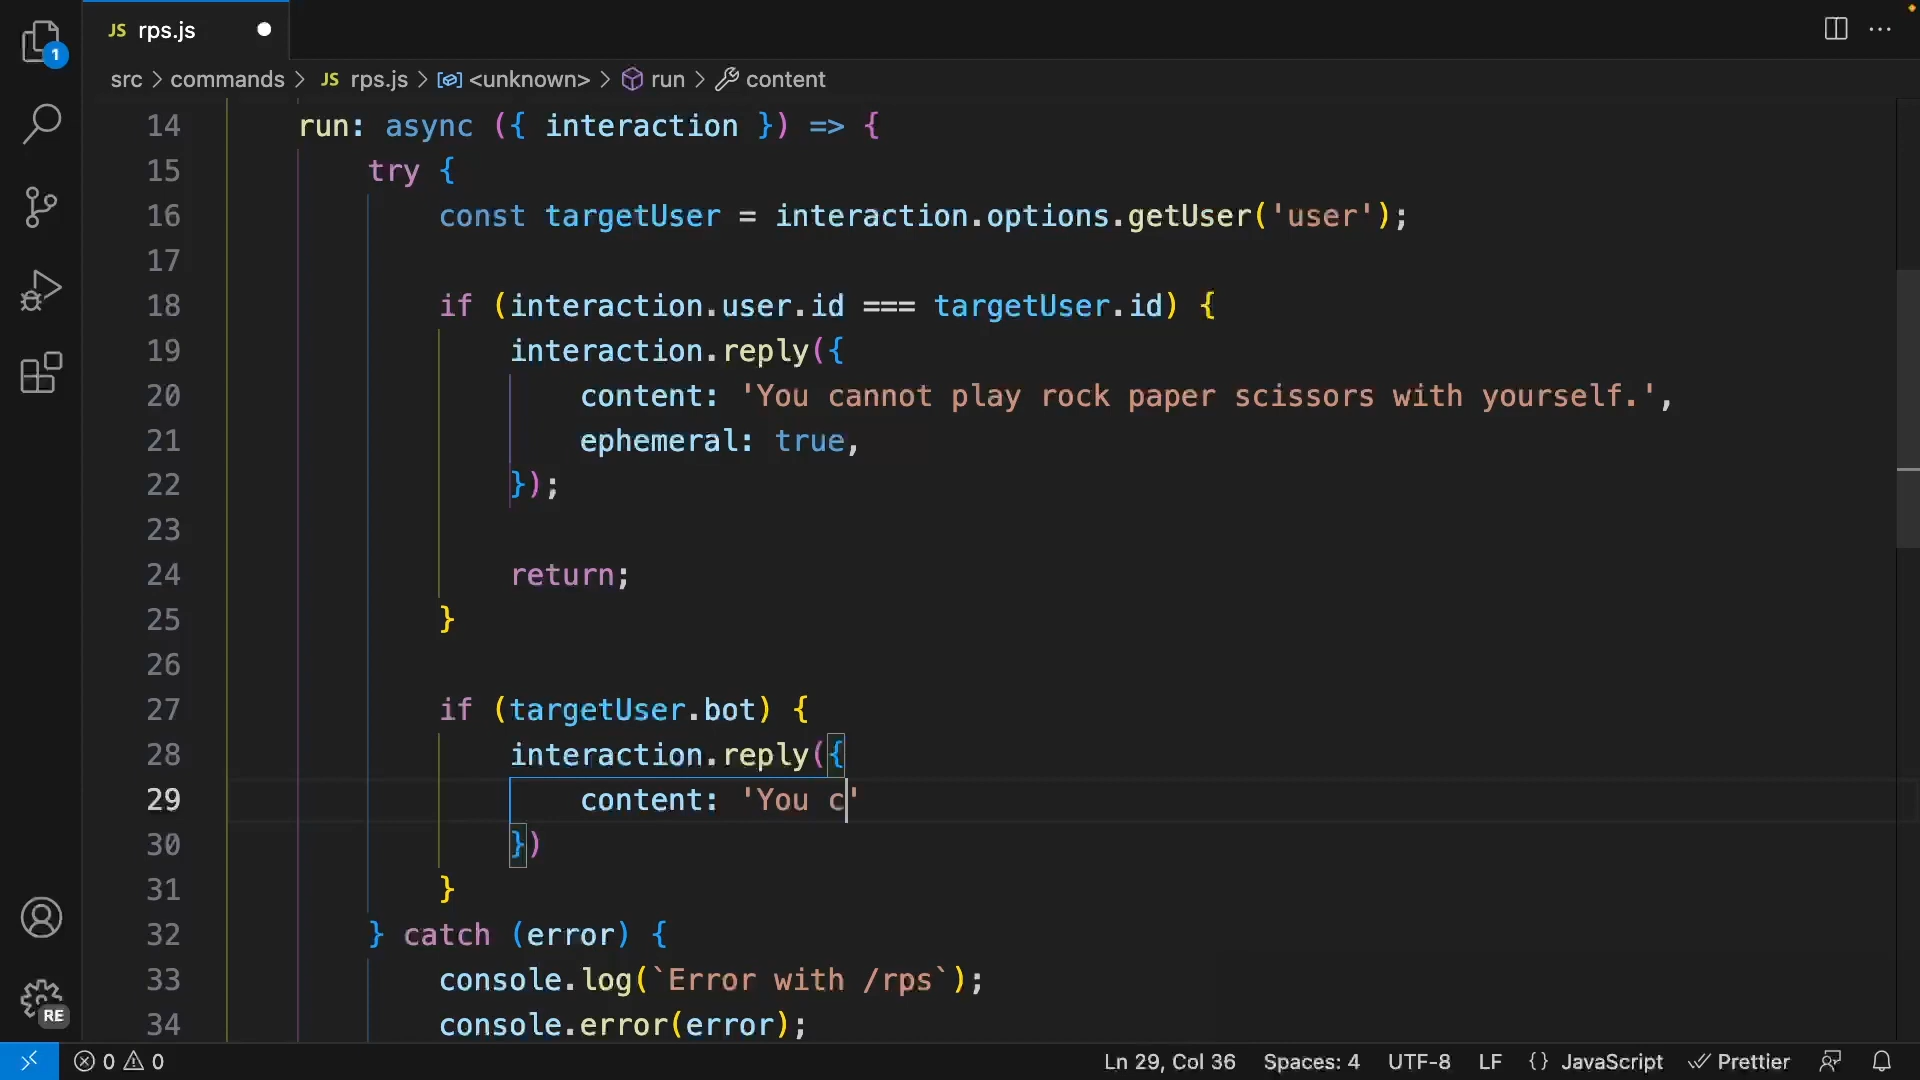 JS rps.js
1
src > commands > JS rps.js > <unknown> > run > content
14 run: async ({ interaction }) => {
15 try {
16 const targetUser = interaction.options.getUser('user');
17
18 if (interaction.user.id === targetUser.id) {
19 interaction.reply({
20 content: 'You cannot play rock paper scissors with yourself.',
21 ephemeral: true,
22 });
23
24 return;
25 }
26
27 if (targetUser.bot) {
28 interaction.reply({
29 content: 'You c'
30 })
31 }
32 } catch (error) {
33 console.log(`Error with /rps`);
34 console.error(error);
RE
0 0 Ln 29, Col 36 Spaces: 4 UTF-8 LF {} JavaScript Prettier